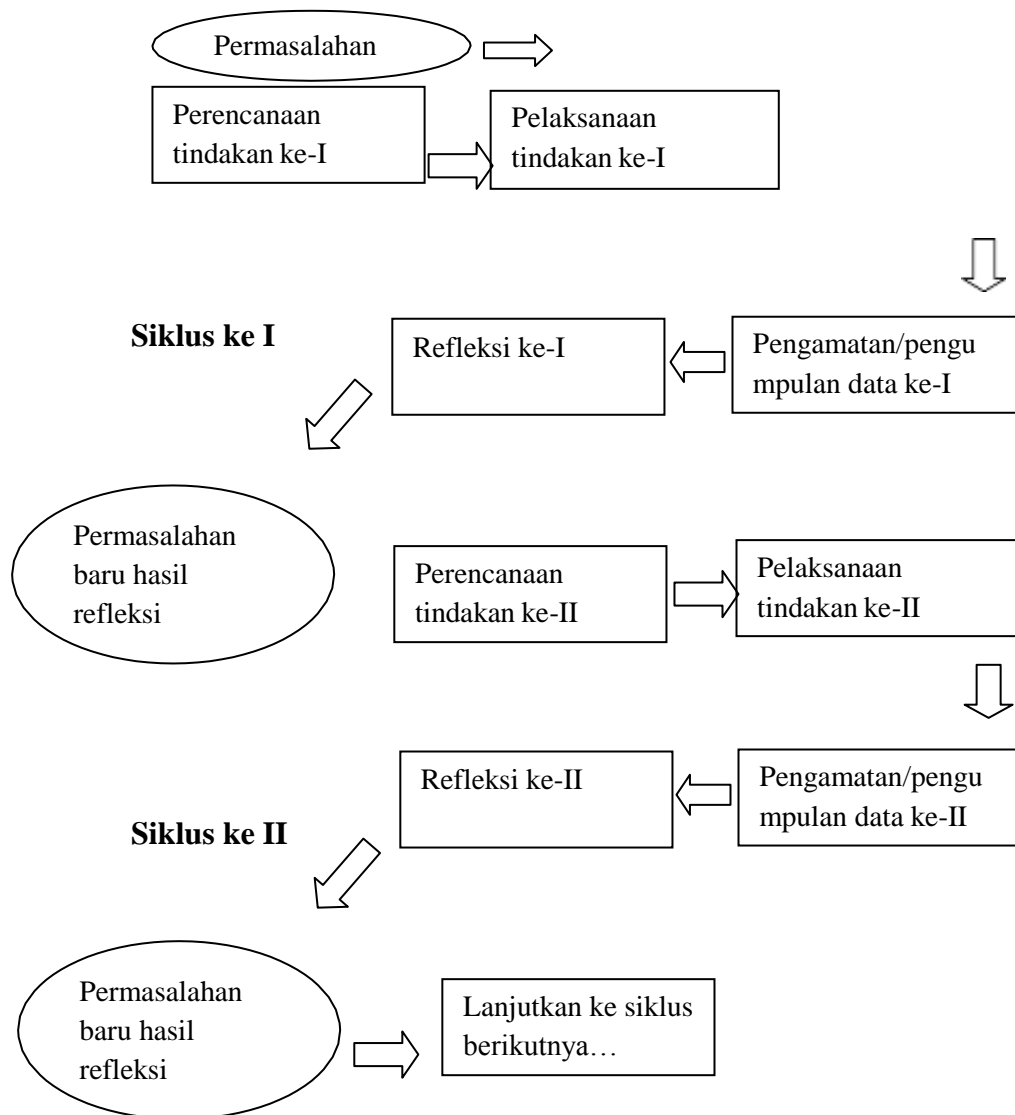 Permasalahan
Perencanaan
tindakan ke-I
Pelaksanaan
tindakan ke-I
Siklus ke I
Refleksi ke-I
Pengamatan/pengu
mpulan data ke-I
Permasalahan
baru hasil
refleksi
Perencanaan
tindakan ke-II
Pelaksanaan
tindakan ke-II
Refleksi ke-II
Pengamatan/pengu
mpulan data ke-II
Siklus ke II
Permasalahan
baru hasil
refleksi
Lanjutkan ke siklus
berikutnya…